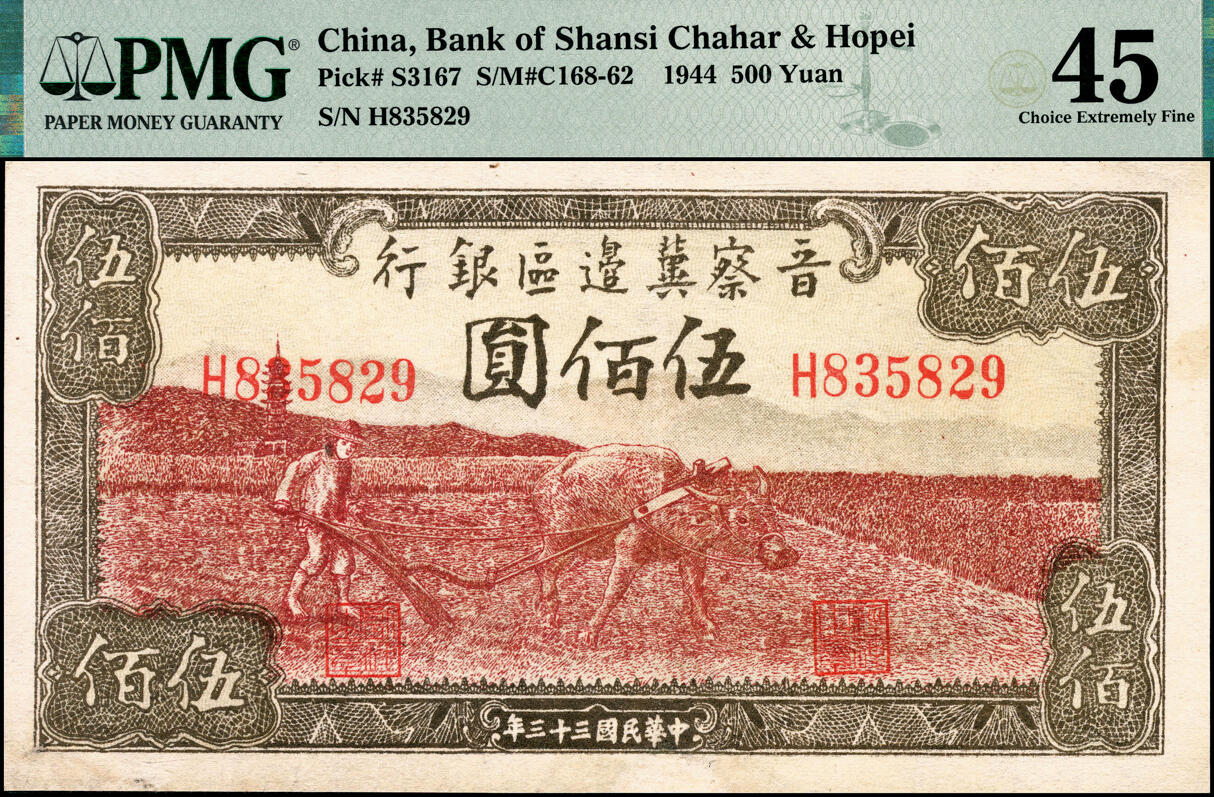 PMG®
PAPER MONEY GUARANTY
China, Bank of Shansi Chahar & Hopei
Pick# S3167 S/M#C168-62 1944 500 Yuan
S/N H835829
45
Choice Extremely Fine
伍佰
晉察冀邊區銀行
伍佰
伍佰圓
H835829
H835829
伍佰
伍佰
中華民國三十三年